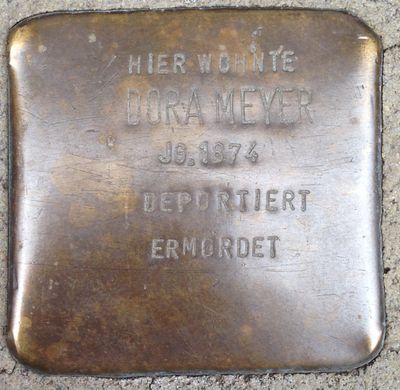 HIER WOHNTE
DORA MEYER
JG. 1874
DEPORTIERT
ERMORDET